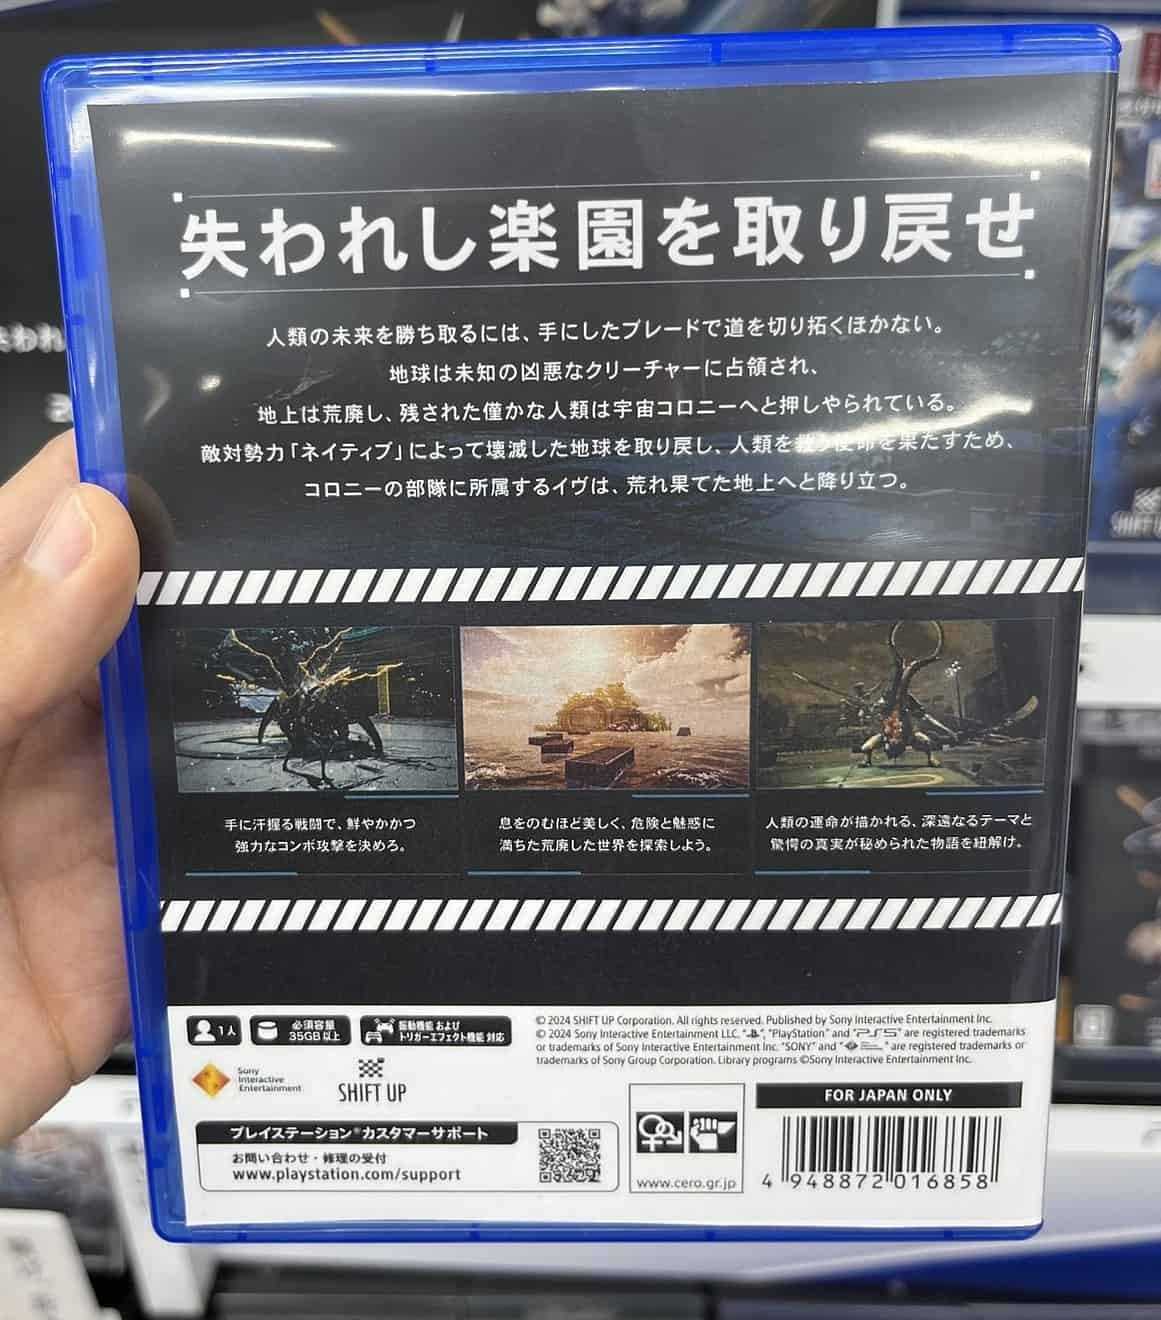 失われし楽園を取り戻せ
人類の未来を勝ち取るには、手にしたブレードで道を切り拓くほかない。
地球は未知の凶悪なクリーチャーに占領され、
地上は荒廃し、残された僅かな人類は宇宙コロニーへと押しやられている。
敵対勢力「ネイティブ」によって壊滅した地球を取り戻し、人類を救う使命を果たすため、
コロニーの部隊に所属するイヴは、荒れ果てた地上へと降り立つ。
手に汗握る戦闘で、鮮やかかつ
強力なコンボ攻撃を決めろ。
息をのむほど美しく、危険と魅惑に
満ちた荒廃した世界を探索しよう。
人類の運命が描かれる、深遠なるテーマと
驚愕の真実が秘められた物語を紐解け。
1人
必須容量
35GB以上
振動機能 および
トリガーエフェクト機能 対応
© 2024 SHIFT UP Corporation. All rights reserved. Published by Sony Interactive Entertainment Inc.
© 2024 Sony Interactive Entertainment LLC. "", "PlayStation" and "PS5" are registered trademarks
or trademarks of Sony Interactive Entertainment Inc. "SONY" and "" are registered trademarks or
trademarks of Sony Group Corporation. Library programs ©Sony Interactive Entertainment Inc.
Sony
Interactive
Entertainment
SHIFT UP
プレイステーション®カスタマーサポート
お問い合わせ・修理の受付
www.playstation.com/support
www.cero.gr.jp
FOR JAPAN ONLY
4 948872 016858